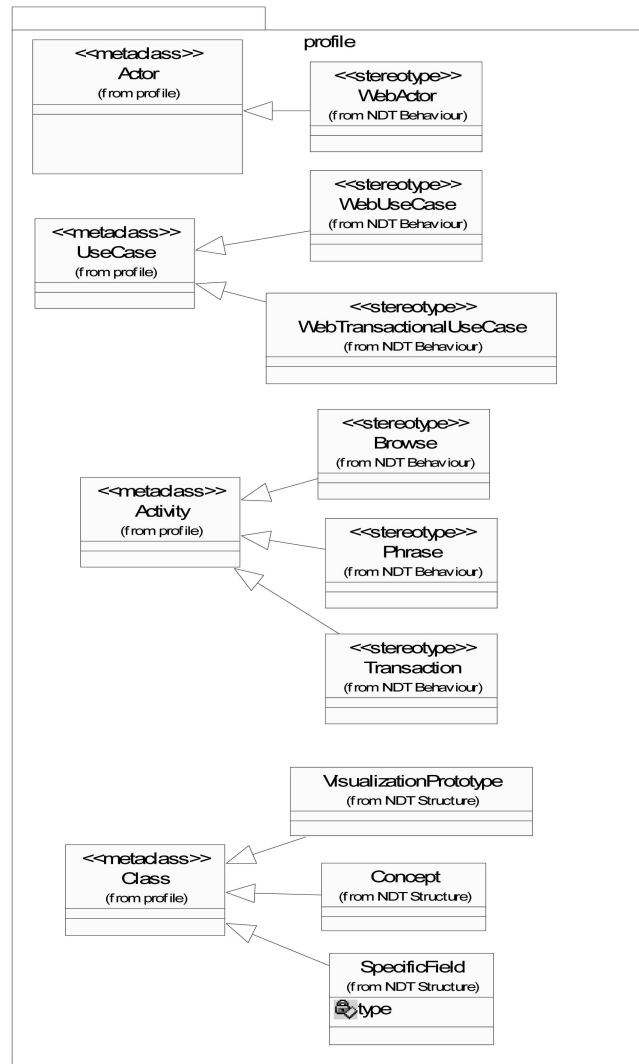 profile
<<metaclass>>
Actor
(from profile)
<<stereotype>>
WebActor
(from NDT Behaviour)
<<stereotype>>
WebUseCase
(from NDT Behaviour)
<<metaclass>>
UseCase
(from profile)
<<stereotype>>
WebTransactionalUseCase
(from NDT Behaviour)
<<stereotype>>
Browse
(from NDT Behaviour)
<<metaclass>>
Activity
(from profile)
<<stereotype>>
Phrase
(from NDT Behaviour)
<<stereotype>>
Transaction
(from NDT Behaviour)
VisualizationPrototype
(from NDT Structure)
<<metaclass>>
Class
(from profile)
Concept
(from NDT Structure)
SpecificField
(from NDT Structure)
type